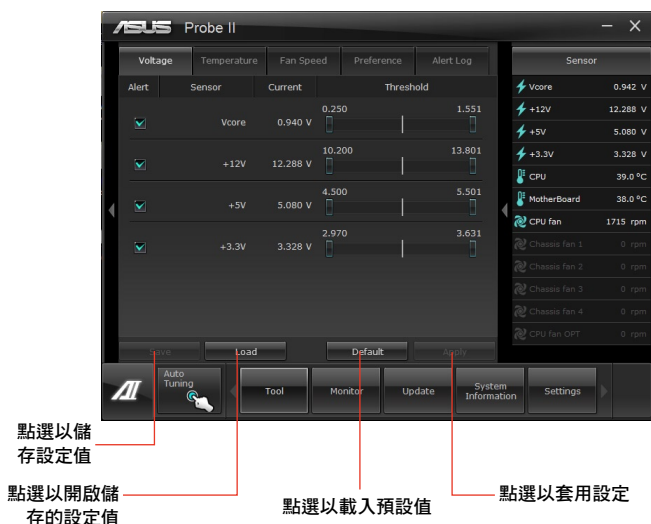 ASUS Probe II
Voltage Temperature Fan Speed Preference Alert Log
Alert Sensor Current Threshold
Vcore 0.940 V 0.250 1.551
+12V 12.288 V 10.200 13.801
+5V 5.080 V 4.500 5.501
+3.3V 3.328 V 2.970 3.631
Save Load Default Apply
Sensor
Vcore 0.942 V
+12V 12.288 V
+5V 5.080 V
+3.3V 3.328 V
CPU 39.0 ºC
MotherBoard 38.0 ºC
CPU fan 1715 rpm
Chassis fan 1 0 rpm
Chassis fan 2 0 rpm
Chassis fan 3 0 rpm
Chassis fan 4 0 rpm
CPU fan OPT 0 rpm
Auto
Tuning
Tool Monitor Update System
Information Settings
點選以儲
存設定值
點選以開啟儲
存的設定值
點選以載入預設值
點選以套用設定